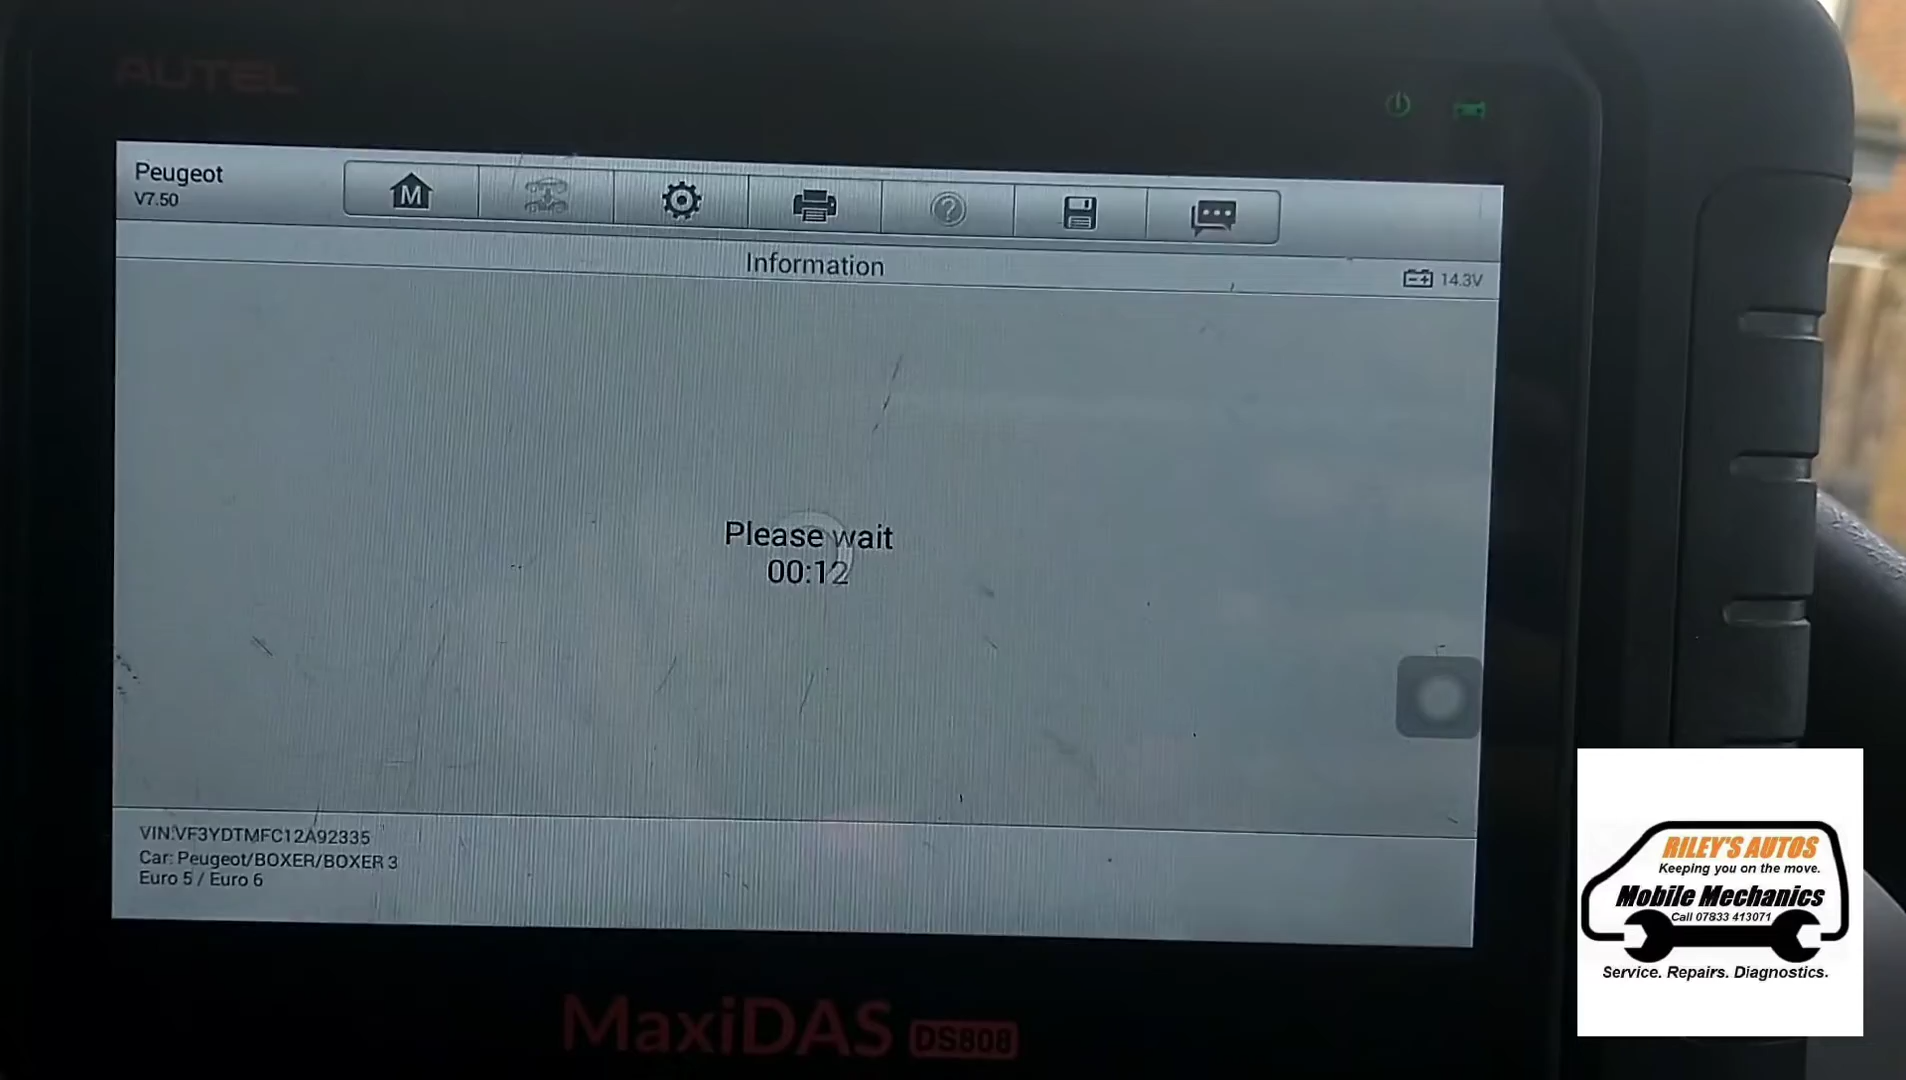 AUTEL
Peugeot
V7.50
M
?
Information
14.3V
Please wait
00:12
VIN:VF3YDTMFC12A92335
Car: Peugeot/BOXER/BOXER 3
Euro 5 / Euro 6
MaxiDAS DS808
RILEY'S AUTOS
Keeping you on the move.
Mobile Mechanics
Call 07833 413071
Service. Repairs. Diagnostics.